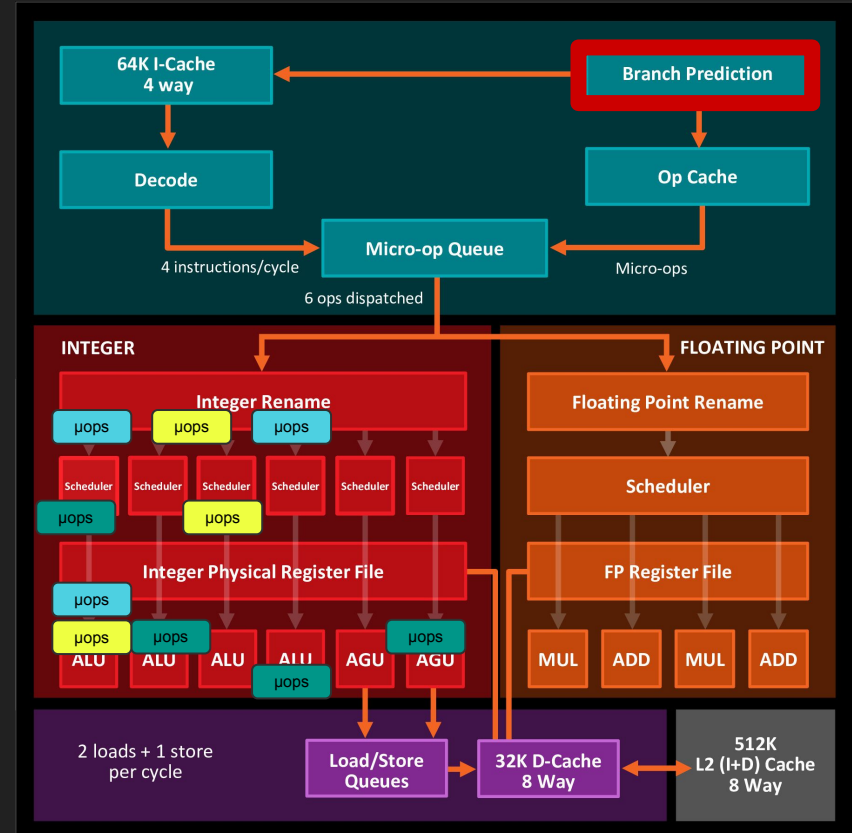 64K I-Cache
4 way
Branch Prediction
Decode
Op Cache
Micro-op Queue
4 instructions/cycle
Micro-ops
6 ops dispatched
INTEGER
FLOATING POINT
Integer Rename
Floating Point Rename
µops
µops
µops
Scheduler
Scheduler
Scheduler
Scheduler
Scheduler
Scheduler
Scheduler
µops
µops
Integer Physical Register File
FP Register File
µops
µops
µops
µops
ALU
ALU
ALU
ALU
AGU
AGU
MUL
ADD
MUL
ADD
µops
2 loads + 1 store
per cycle
Load/Store
Queues
32K D-Cache
8 Way
512K
L2 (I+D) Cache
8 Way